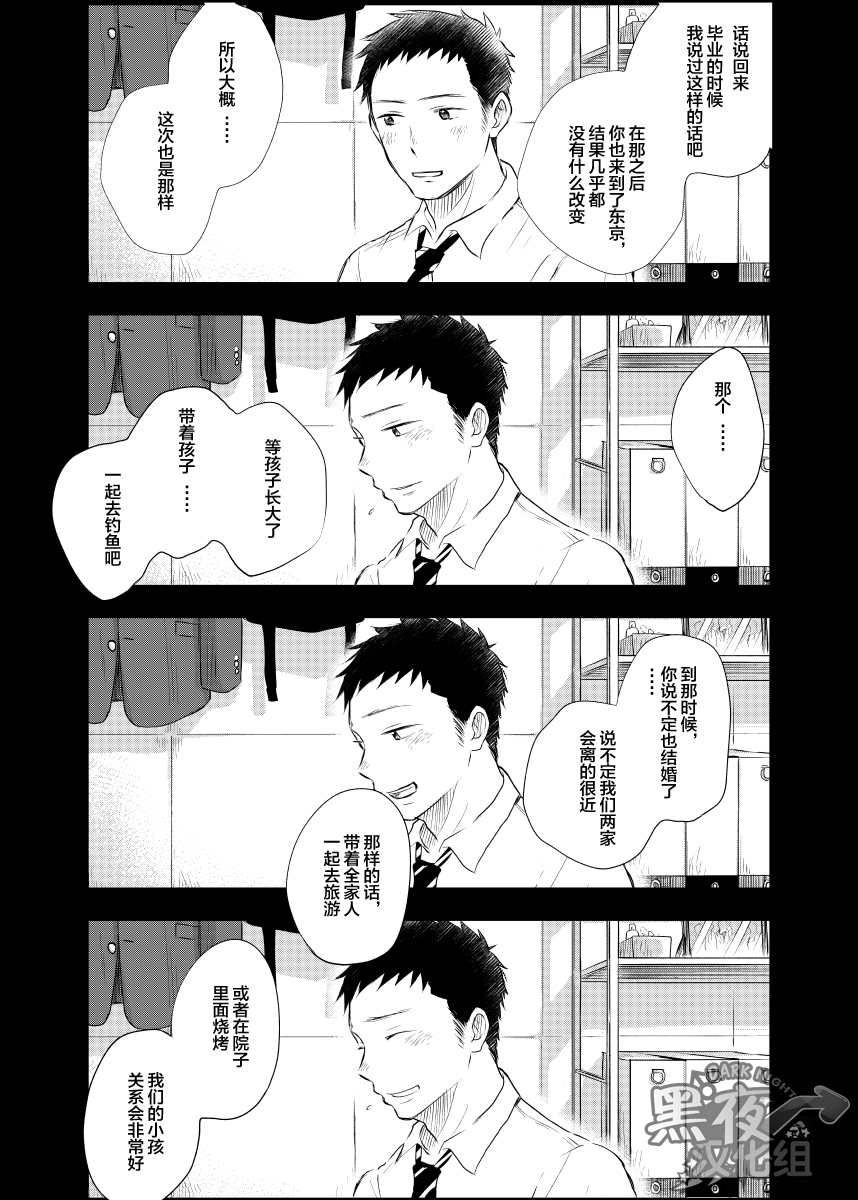 话说回来
毕业的时候
我说过这样的话吧
在那之后
你也来到了东京，
结果几乎都
没有什么改变
所以大概
……
这次也是那样
那个……
等孩子长大了
带着孩子……
一起去钓鱼吧
到那时候，
你说不定也结婚了
……
说不定我们两家
会离的很近
那样的话，
带着全家人
一起去旅游
或者在院子
里面烧烤
我们的小孩
关系会非常好
DARK NIGHT
黑夜
汉化组